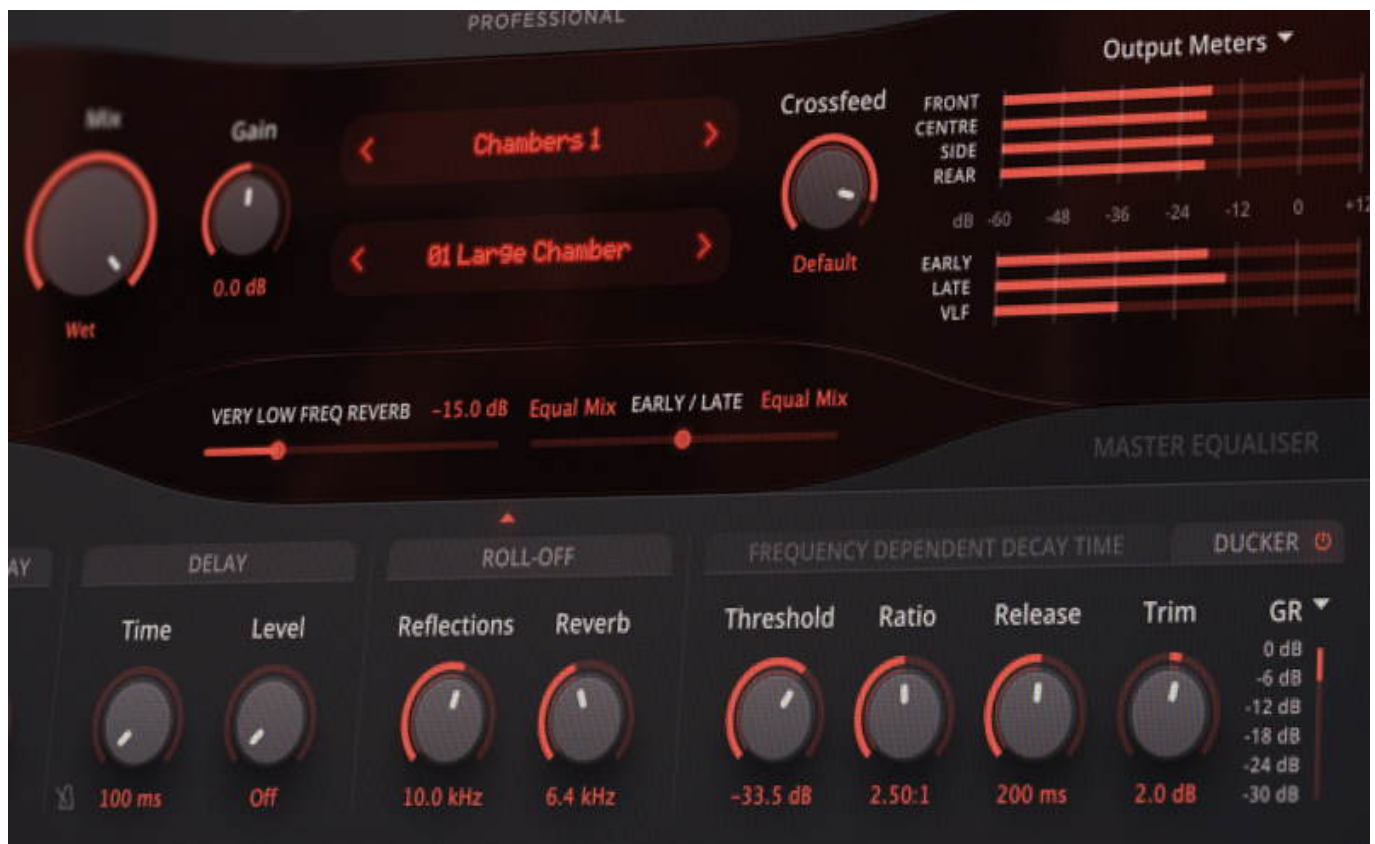 PROFESSIONAL
Output Meters
Mix
Gain
Chambers 1
Crossfeed
FRONT
CENTRE
SIDE
REAR
dB -60 -48 -36 -24 -12 0 +12
01 Large Chamber
0.0 dB
Default
Wet
EARLY
LATE
VLF
VERY LOW FREQ REVERB -15.0 dB Equal Mix EARLY / LATE Equal Mix
MASTER EQUALISER
AY
DELAY
ROLL-OFF
FREQUENCY DEPENDENT DECAY TIME
DUCKER
Time Level Reflections Reverb Threshold Ratio Release Trim GR
0 dB
-6 dB
-12 dB
-18 dB
-24 dB
-30 dB
100 ms Off 10.0 kHz 6.4 kHz -33.5 dB 2.50:1 200 ms 2.0 dB